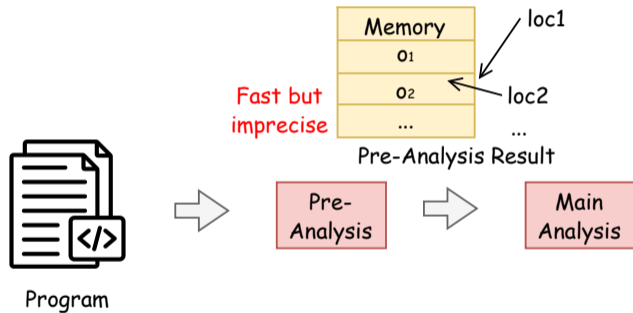 Memory
loc1
o1
Fast but
imprecise
o2
loc2
...
...
Pre-Analysis Result
</>
Pre-
Analysis
Main
Analysis
Program